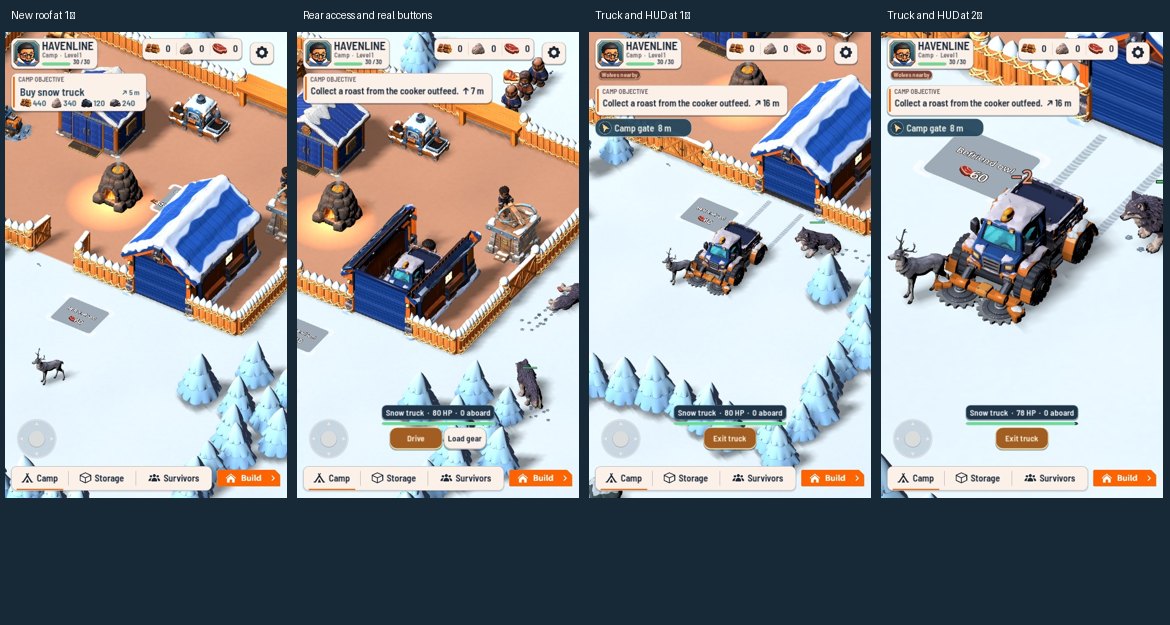 New roof at 1
HAVENLINE
Camp · Level 1
30/30
0 0 0
CAMP OBJECTIVE
Buy snow truck
↗ 5 m
440 340 120 240
Camp Storage Survivors Build
Rear access and real buttons
HAVENLINE
Camp · Level 1
30/30
0 0 0
CAMP OBJECTIVE
Collect a roast from the cooker outfeed. ↑ 7 m
Snow truck · 80 HP · 0 aboard
Drive Load gear
Camp Storage Survivors Build
Truck and HUD at 1
HAVENLINE
Camp · Level 1
30/30
0 0 0
Wolves nearby
CAMP OBJECTIVE
Collect a roast from the cooker outfeed. ↗ 16 m
Camp gate 8 m
Snow truck · 80 HP · 0 aboard
Exit truck
Camp Storage Survivors Build
Truck and HUD at 2
HAVENLINE
Camp · Level 1
30/30
0 0 0
Wolves nearby
CAMP OBJECTIVE
Collect a roast from the cooker outfeed. ↗ 16 m
Camp gate 8 m
60
-2
Snow truck · 78 HP · 0 aboard
Exit truck
Camp Storage Survivors Build